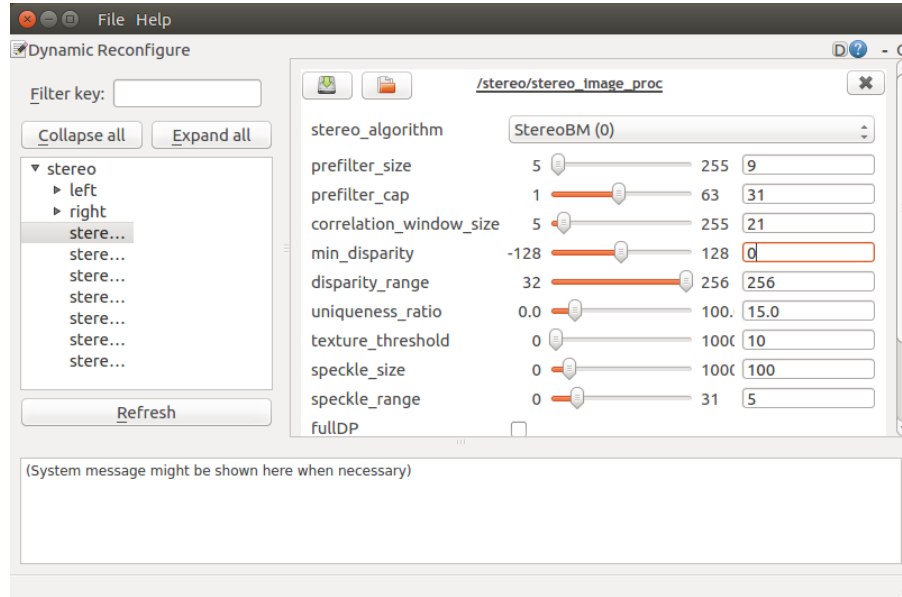 File Help
Dynamic Reconfigure D ? -
Filter key:
Collapse all Expand all
stereo
left
right
stere...
stere...
stere...
stere...
stere...
stere...
stere...
Refresh
/stereo/stereo_image_proc
stereo_algorithm StereoBM (0)
prefilter_size 5 255 9
prefilter_cap 1 63 31
correlation_window_size 5 255 21
min_disparity -128 128 0
disparity_range 32 256 256
uniqueness_ratio 0.0 100. 15.0
texture_threshold 0 1000 10
speckle_size 0 1000 100
speckle_range 0 31 5
fullDP
(System message might be shown here when necessary)